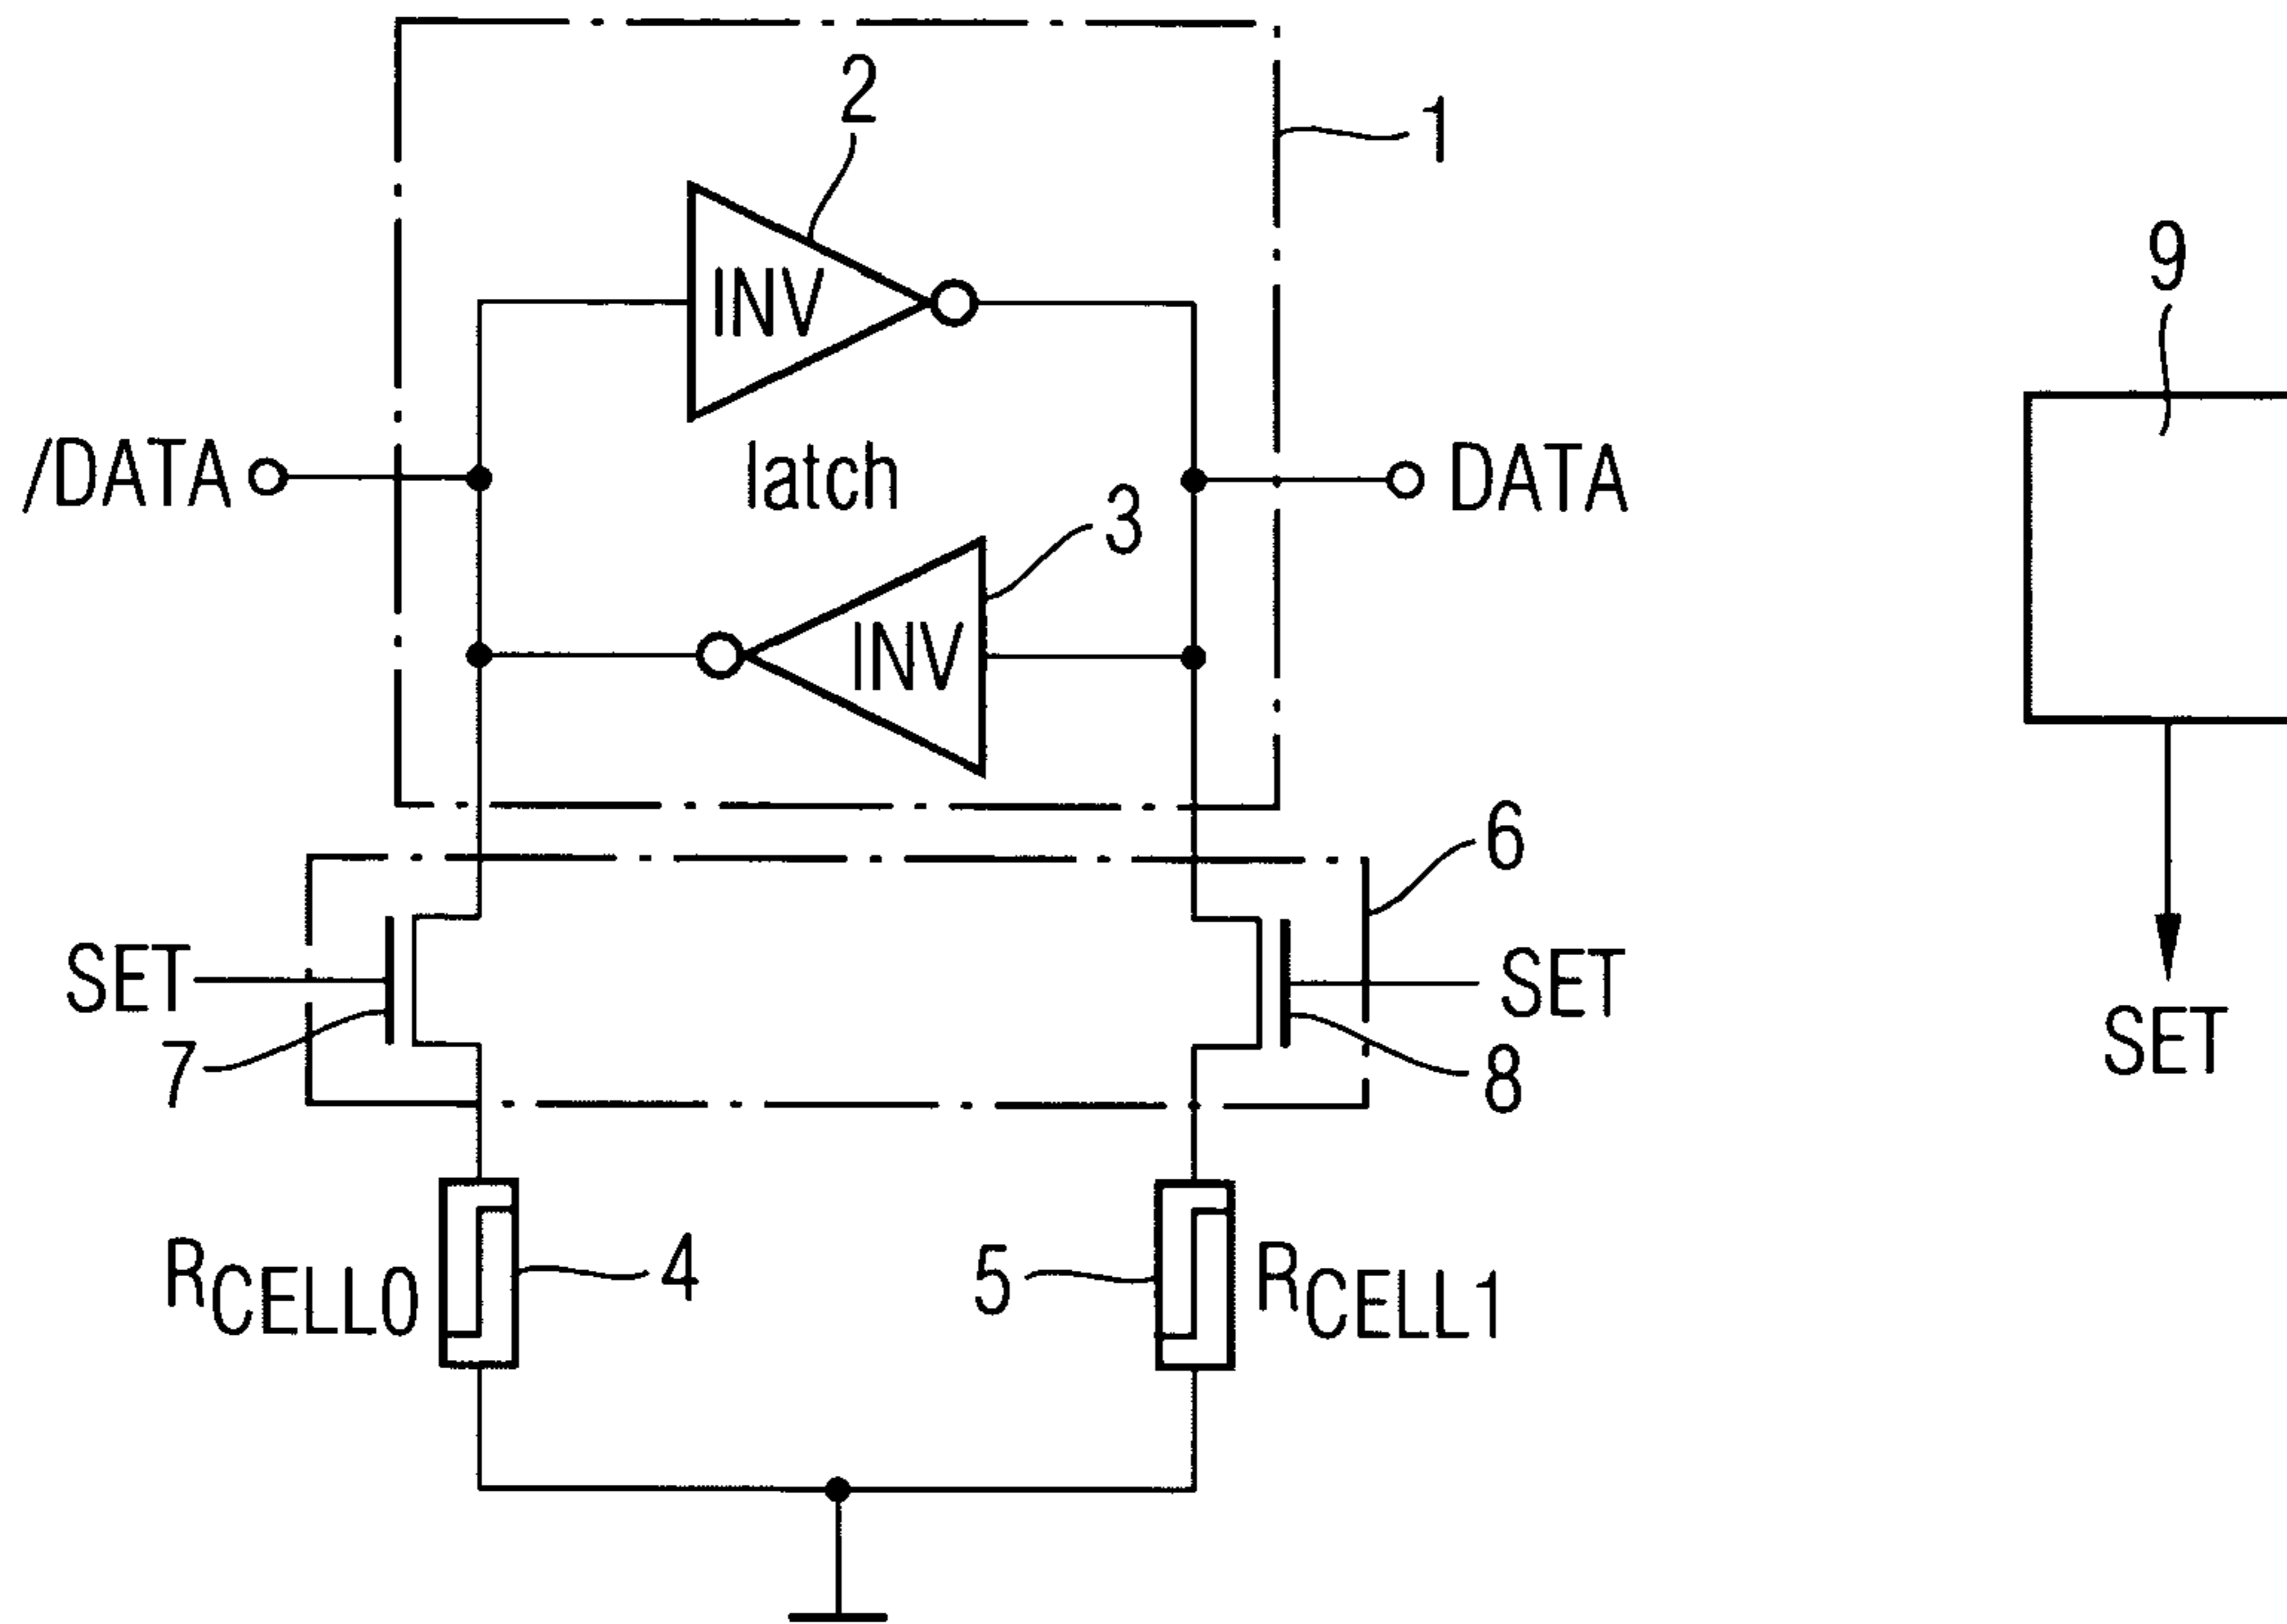 2
1
INV
9
/DATA
latch
DATA
3
INV
6
SET
SET
7
8
SET
RCELL0
4
5
RCELL1